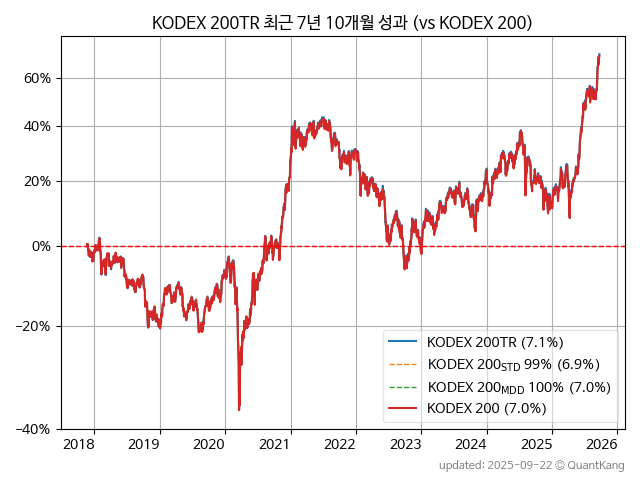 KODEX 200TR 최근 7년 10개월 성과 (vs KODEX 200)
60%
40%
20%
0%
−20%
−40%
KODEX 200TR (7.1%)
KODEX 200STD 99% (6.9%)
KODEX 200MDD 100% (7.0%)
KODEX 200 (7.0%)
2018 2019 2020 2021 2022 2023 2024 2025 2026
updated: 2025-09-22 © QuantKang